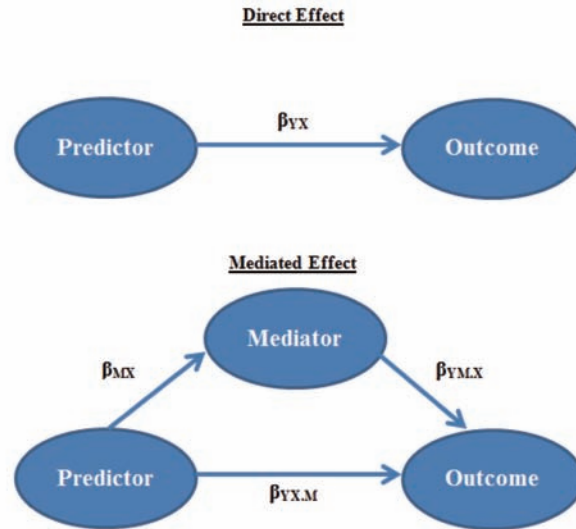 Direct Effect
βYX
Predictor Outcome
Mediated Effect
Mediator
βMX βYM.X
Predictor Outcome
βYX.M